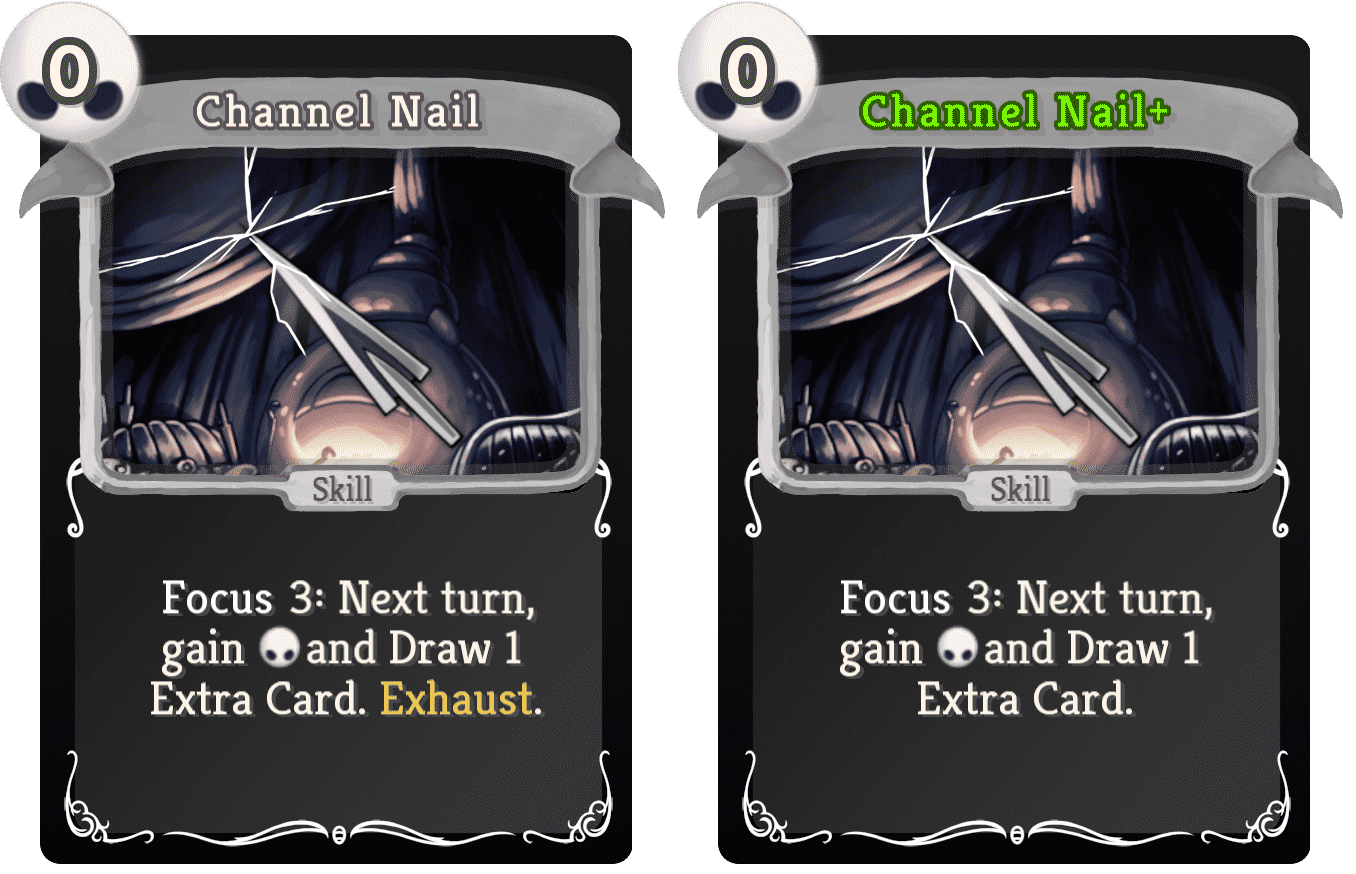 0
Channel Nail
Skill
Focus 3: Next turn,
gain and Draw 1
Extra Card. Exhaust.
0
Channel Nail+
Skill
Focus 3: Next turn,
gain and Draw 1
Extra Card.